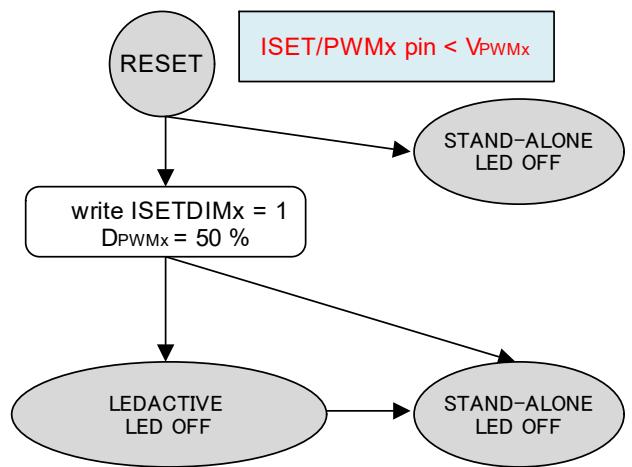 RESET
ISET/PWMx pin < VPWMx
STAND-ALONE
LED OFF
write ISETDIMx = 1
DPWMx = 50 %
LEDACTIVE
LED OFF
STAND-ALONE
LED OFF